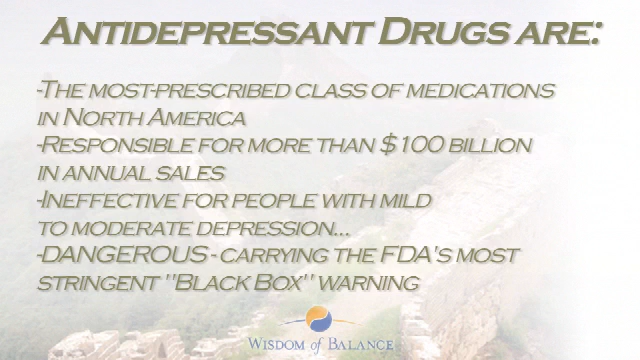 Antidepressant Drugs are:
-The most-prescribed class of medications
in North America
-Responsible for more than $100 billion
in annual sales
-Ineffective for people with mild
to moderate depression...
-DANGEROUS - carrying the FDA's most
stringent "Black Box" warning
Wisdom of Balance